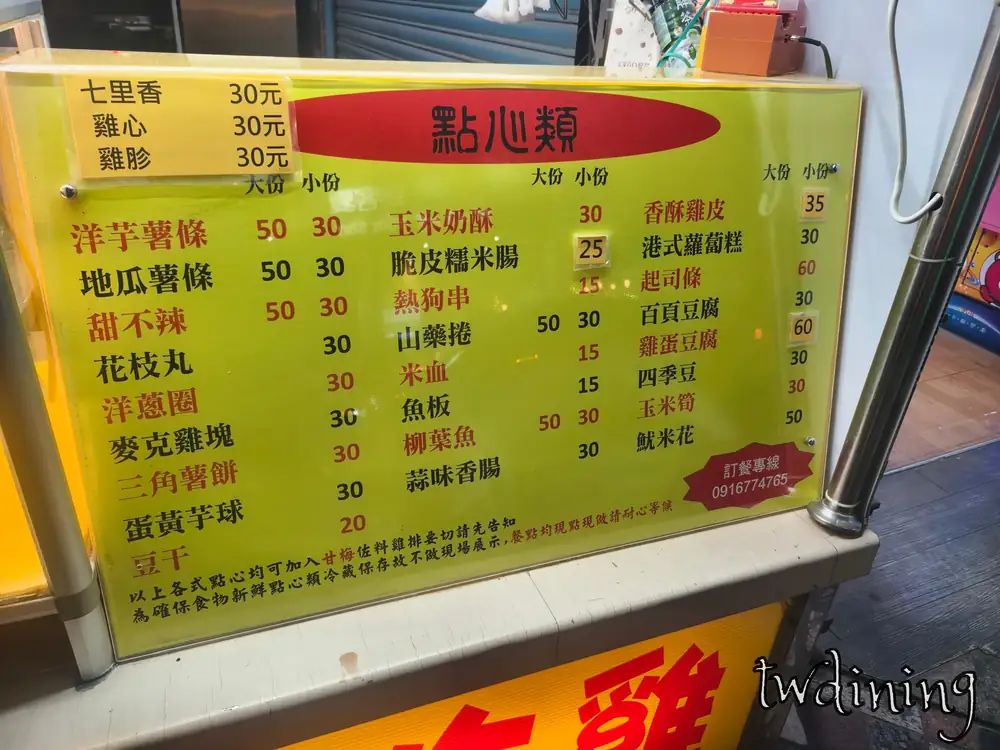 七里香 30元
雞心 30元
雞胗 30元
點心類
大份 小份
洋芋薯條 50 30
地瓜薯條 50 30
甜不辣 50 30
花枝丸 30
洋蔥圈 30
麥克雞塊 30
三角薯餅 30
蛋黃芋球 30
豆干 20
大份 小份
玉米奶酥 30
脆皮糯米腸 25
熱狗串 15
山藥捲 50 30
米血 15
魚板 15
柳葉魚 50 30
蒜味香腸 30
大份 小份
香酥雞皮 35
港式蘿蔔糕 30
起司條 60
百頁豆腐 30
雞蛋豆腐 60
四季豆 30
玉米筍 30
魷米花 50
訂餐專線
0916774765
以上各式點心均可加入甘梅佐料雞排要切請先告知
為確保食物新鮮點心類冷藏保存故不做現場展示,餐點均現點現做請耐心等候
雞
twdining